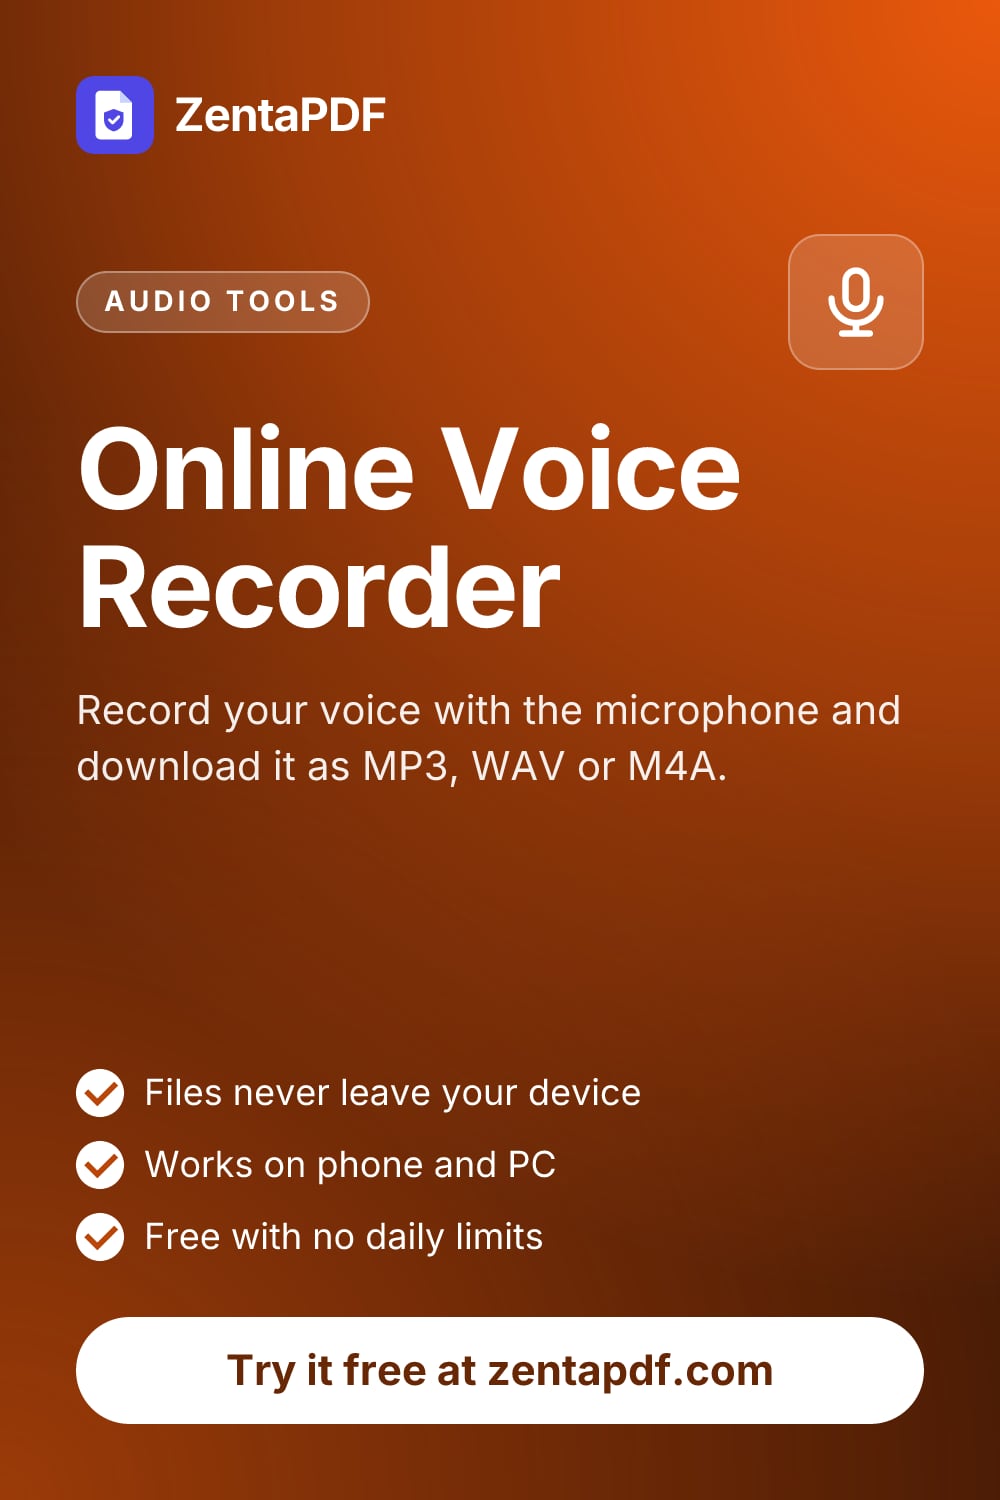 ZentaPDF
AUDIO TOOLS
Online Voice
Recorder
Record your voice with the microphone and
download it as MP3, WAV or M4A.
Files never leave your device
Works on phone and PC
Free with no daily limits
Try it free at zentapdf.com